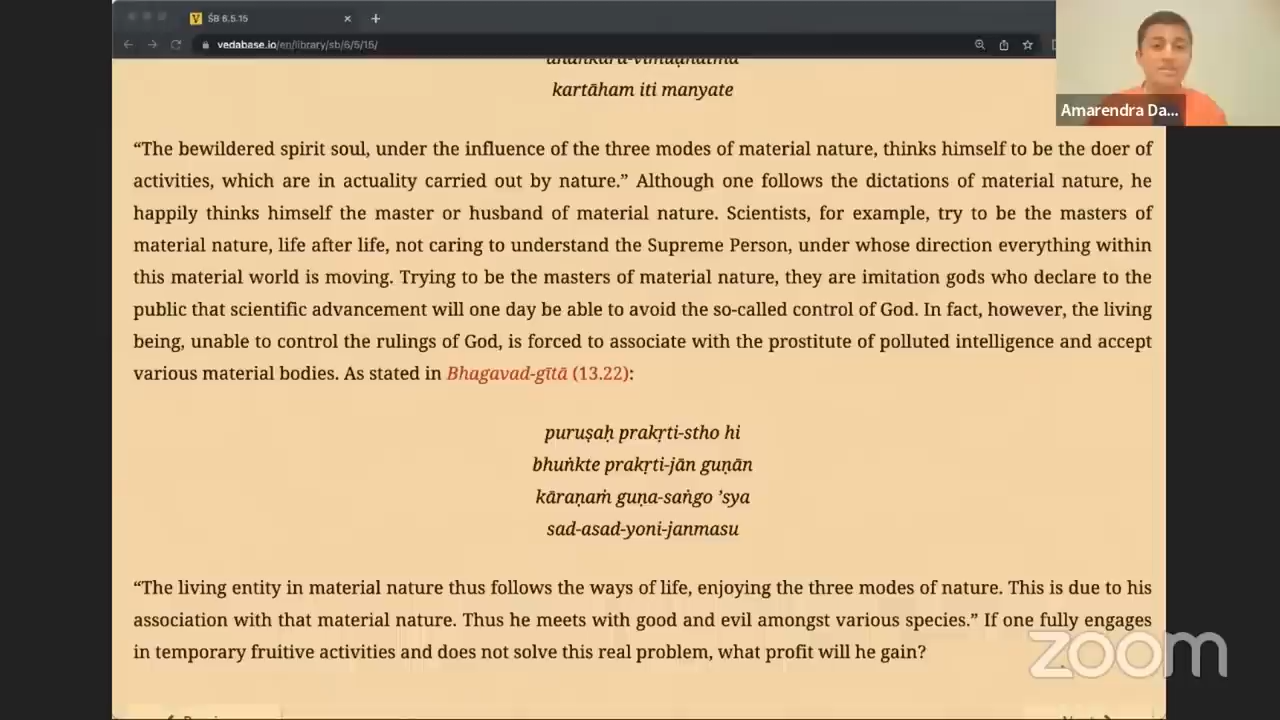 ŚB 6.5.15
vedabase.io/en/library/sb/6/5/15/
Amarendra Da...
kartāham iti manyate
“The bewildered spirit soul, under the influence of the three modes of material nature, thinks himself to be the doer of
activities, which are in actuality carried out by nature.” Although one follows the dictations of material nature, he
happily thinks himself the master or husband of material nature. Scientists, for example, try to be the masters of
material nature, life after life, not caring to understand the Supreme Person, under whose direction everything within
this material world is moving. Trying to be the masters of material nature, they are imitation gods who declare to the
public that scientific advancement will one day be able to avoid the so-called control of God. In fact, however, the living
being, unable to control the rulings of God, is forced to associate with the prostitute of polluted intelligence and accept
various material bodies. As stated in Bhagavad-gītā (13.22):
puruṣaḥ prakṛti-stho hi
bhuṅkte prakṛti-jān guṇān
kāraṇaṁ guṇa-saṅgo ’sya
sad-asad-yoni-janmasu
“The living entity in material nature thus follows the ways of life, enjoying the three modes of nature. This is due to his
association with that material nature. Thus he meets with good and evil amongst various species.” If one fully engages
in temporary fruitive activities and does not solve this real problem, what profit will he gain?
zoom